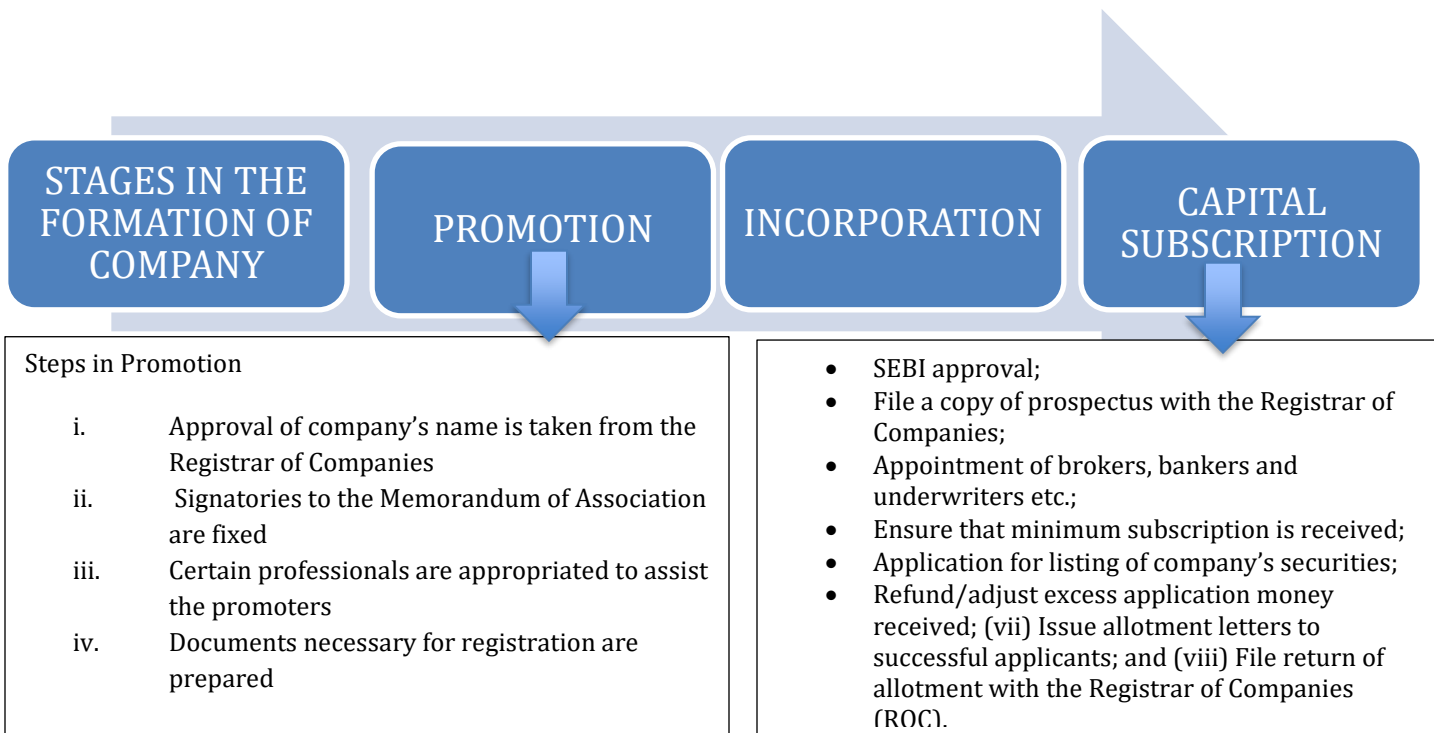 STAGES IN THE
FORMATION OF
COMPANY
PROMOTION
INCORPORATION
CAPITAL
SUBSCRIPTION
Steps in Promotion
i. Approval of company’s name is taken from the
Registrar of Companies
ii. Signatories to the Memorandum of Association
are fixed
iii. Certain professionals are appropriated to assist
the promoters
iv. Documents necessary for registration are
prepared
• SEBI approval;
• File a copy of prospectus with the Registrar of
Companies;
• Appointment of brokers, bankers and
underwriters etc.;
• Ensure that minimum subscription is received;
• Application for listing of company’s securities;
• Refund/adjust excess application money
received; (vii) Issue allotment letters to
successful applicants; and (viii) File return of
allotment with the Registrar of Companies
(ROC).